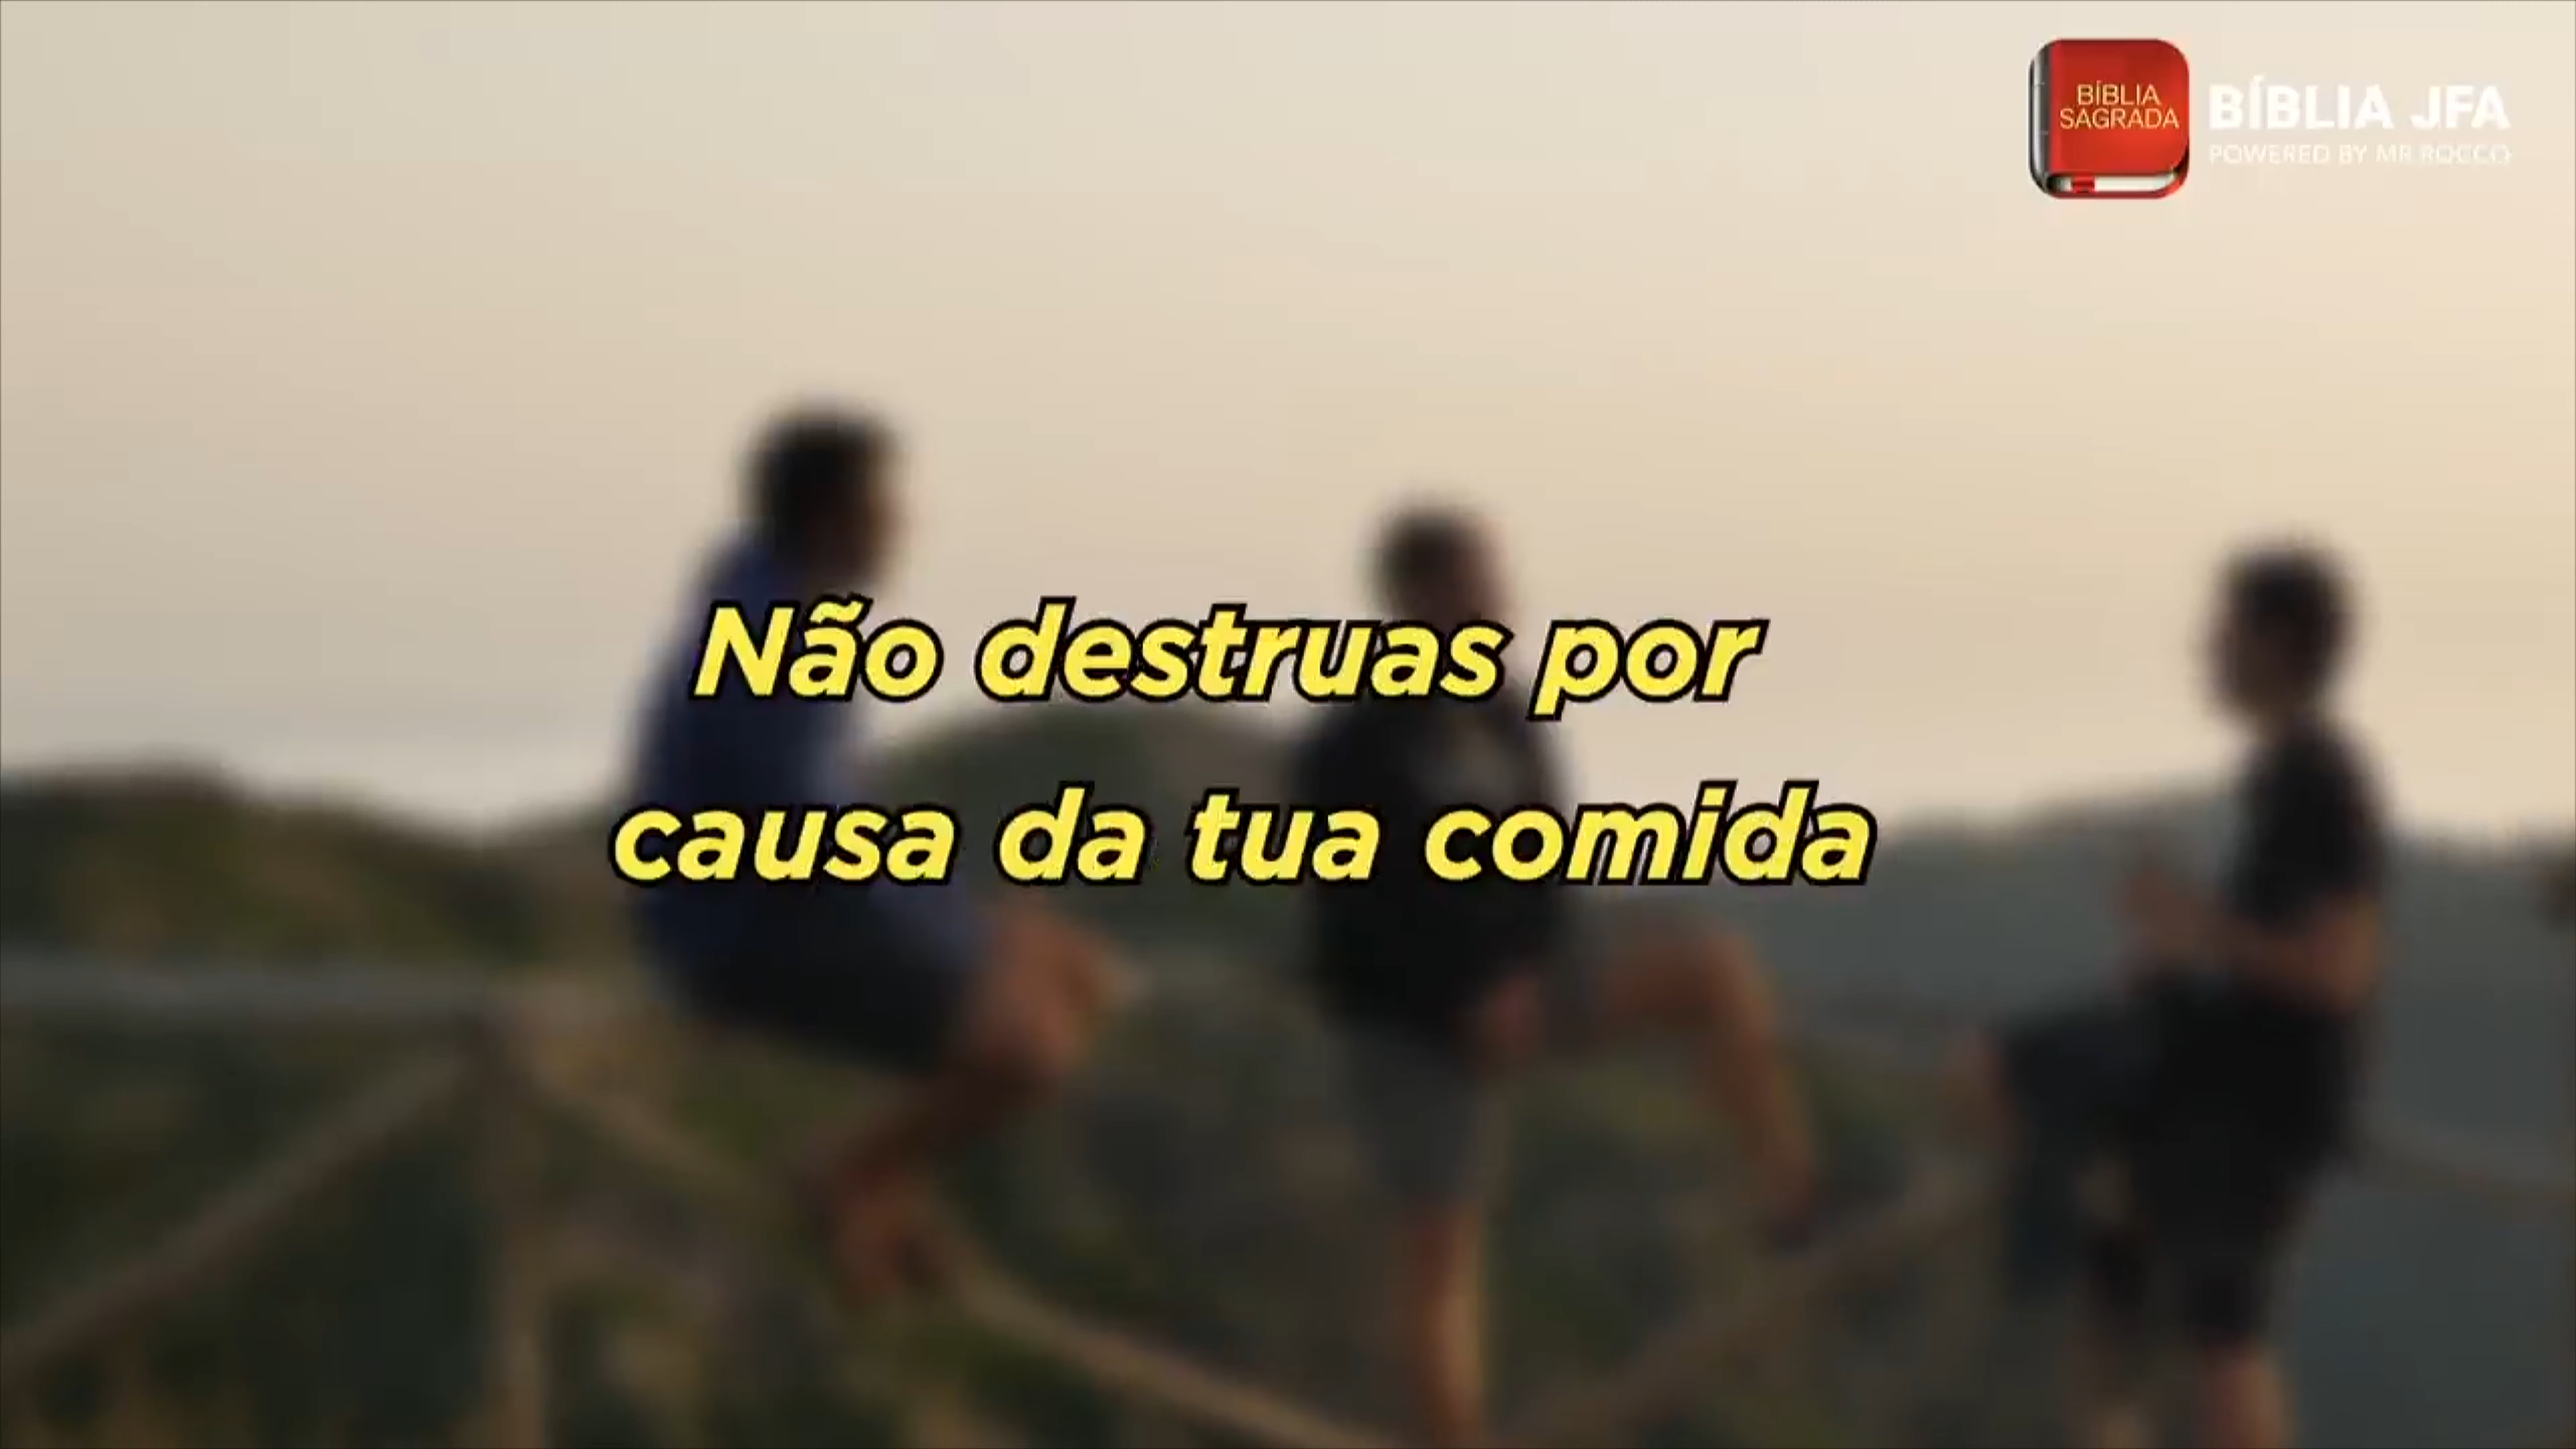 BÍBLIA
SAGRADA
BÍBLIA JFA
POWERED BY MR ROCCO
Não destruas por
causa da tua comida